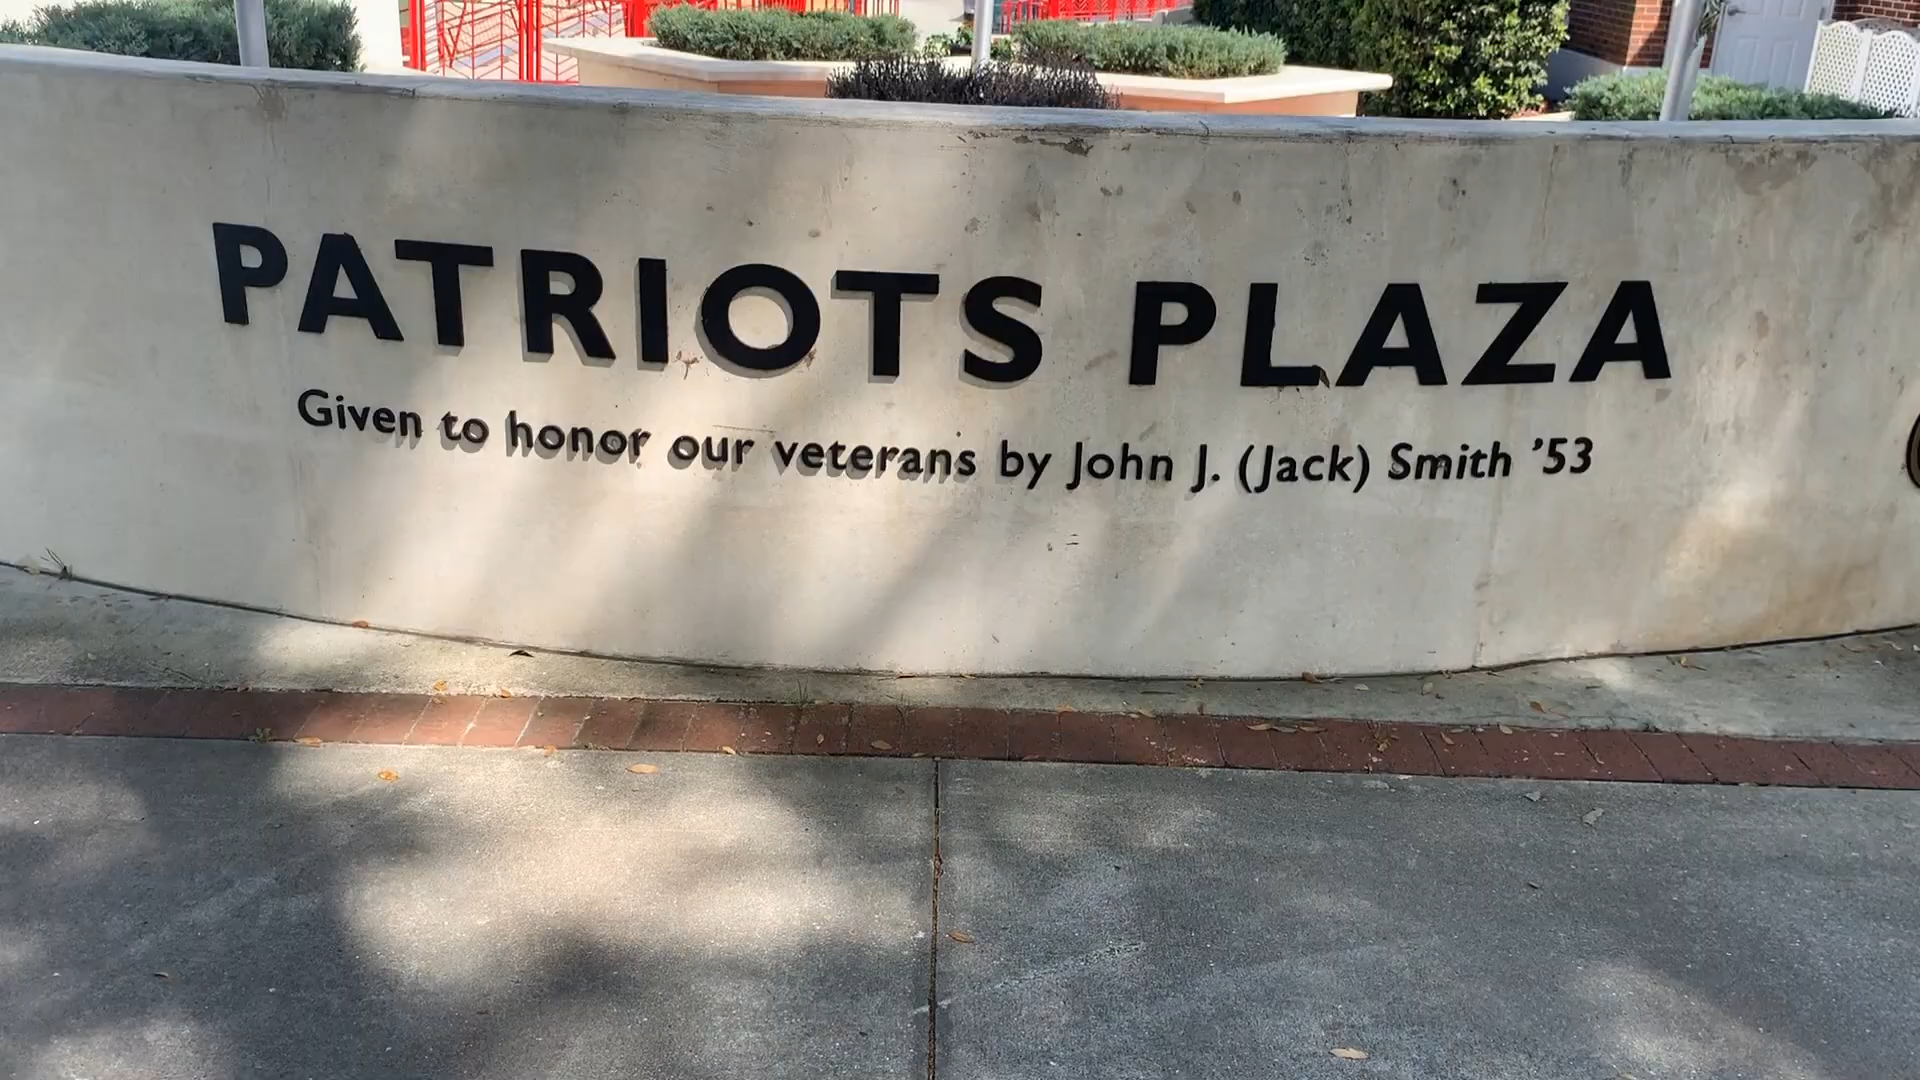 PATRIOTS PLAZA
Given to honor our veterans by John J. (Jack) Smith '53